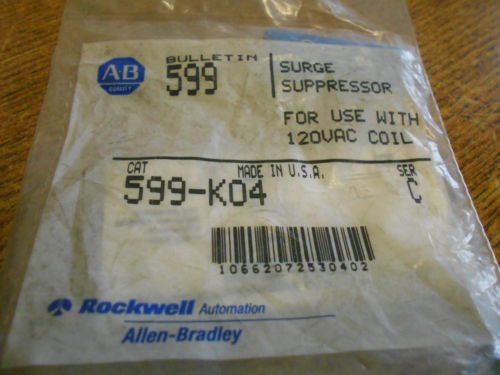 AB
QUALITY
BULLETIN
599
SURGE
SUPPRESSOR
FOR USE WITH
120VAC COIL
CAT
MADE IN U.S.A.
SER
599-K04
C
10662072530402
Rockwell Automation
Allen-Bradley